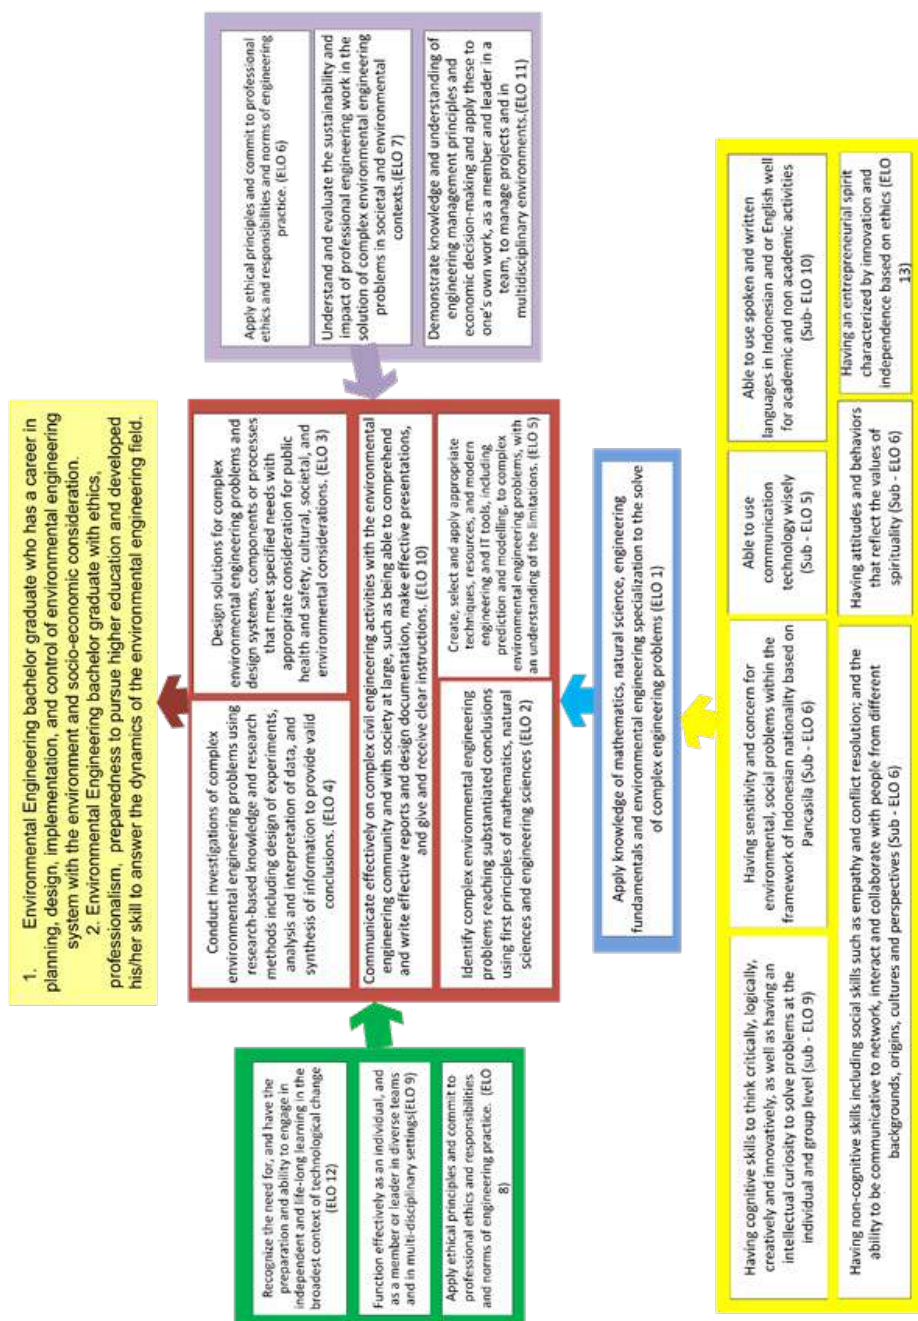 1. Environmental Engineering bachelor graduate who has a career in
planning, design, implementation, and control of environmental engineering
system with the environment and socio-economic consideration.
2. Environmental Engineering bachelor graduate with ethics,
professionalism, preparedness to pursue higher education and developed
his/her skill to answer the dynamics of the environmental engineering field.
Recognize the need for, and have the
preparation and ability to engage in
independent and life-long learning in the
broadest context of technological change
(ELO 12)
Function effectively as an individual, and
as a member or leader in diverse teams
and in multi-disciplinary settings(ELO 9)
Apply ethical principles and commit to
professional ethics and responsibilities
and norms of engineering practice. (ELO
8)
Conduct investigations of complex
environmental engineering problems using
research-based knowledge and research
methods including design of experiments,
analysis and interpretation of data, and
synthesis of information to provide valid
conclusions. (ELO 4)
Design solutions for complex
environmental engineering problems and
design systems, components or processes
that meet specified needs with
appropriate consideration for public
health and safety, cultural, societal, and
environmental considerations. (ELO 3)
Communicate effectively on complex civil engineering activities with the environmental
engineering community and with society at large, such as being able to comprehend
and write effective reports and design documentation, make effective presentations,
and give and receive clear instructions. (ELO 10)
Identify complex environmental engineering
problems reaching substantiated conclusions
using first principles of mathematics, natural
sciences and engineering sciences (ELO 2)
Create, select and apply appropriate
techniques, resources, and modern
engineering and IT tools, including
prediction and modelling, to complex
environmental engineering problems, with
an understanding of the limitations. (ELO 5)
Apply ethical principles and commit to professional
ethics and responsibilities and norms of engineering
practice. (ELO 6)
Understand and evaluate the sustainability and
impact of professional engineering work in the
solution of complex environmental engineering
problems in societal and environmental
contexts.(ELO 7)
Demonstrate knowledge and understanding of
engineering management principles and
economic decision-making and apply these to
one's own work, as a member and leader in a
team, to manage projects and in
multidisciplinary environments.(ELO 11)
Apply knowledge of mathematics, natural science, engineering
fundamentals and environmental engineering specialization to the solve
of complex engineering problems (ELO 1)
Having cognitive skills to think critically, logically,
creatively and innovatively, as well as having an
intellectual curiosity to solve problems at the
individual and group level (sub - ELO 9)
Having sensitivity and concern for
environmental, social problems within the
framework of Indonesian nationality based on
Pancasila (Sub - ELO 6)
Able to use
communication
technology wisely
(Sub - ELO 5)
Able to use spoken and written
languages in Indonesian and or English well
for academic and non academic activities
(Sub- ELO 10)
Having non-cognitive skills including social skills such as empathy and conflict resolution; and the
ability to be communicative to network, interact and collaborate with people from different
backgrounds, origins, cultures and perspectives (Sub - ELO 6)
Having attitudes and behaviors
that reflect the values of
spirituality (Sub - ELO 6)
Having an entrepreneurial spirit
characterized by innovation and
independence based on ethics (ELO
13)